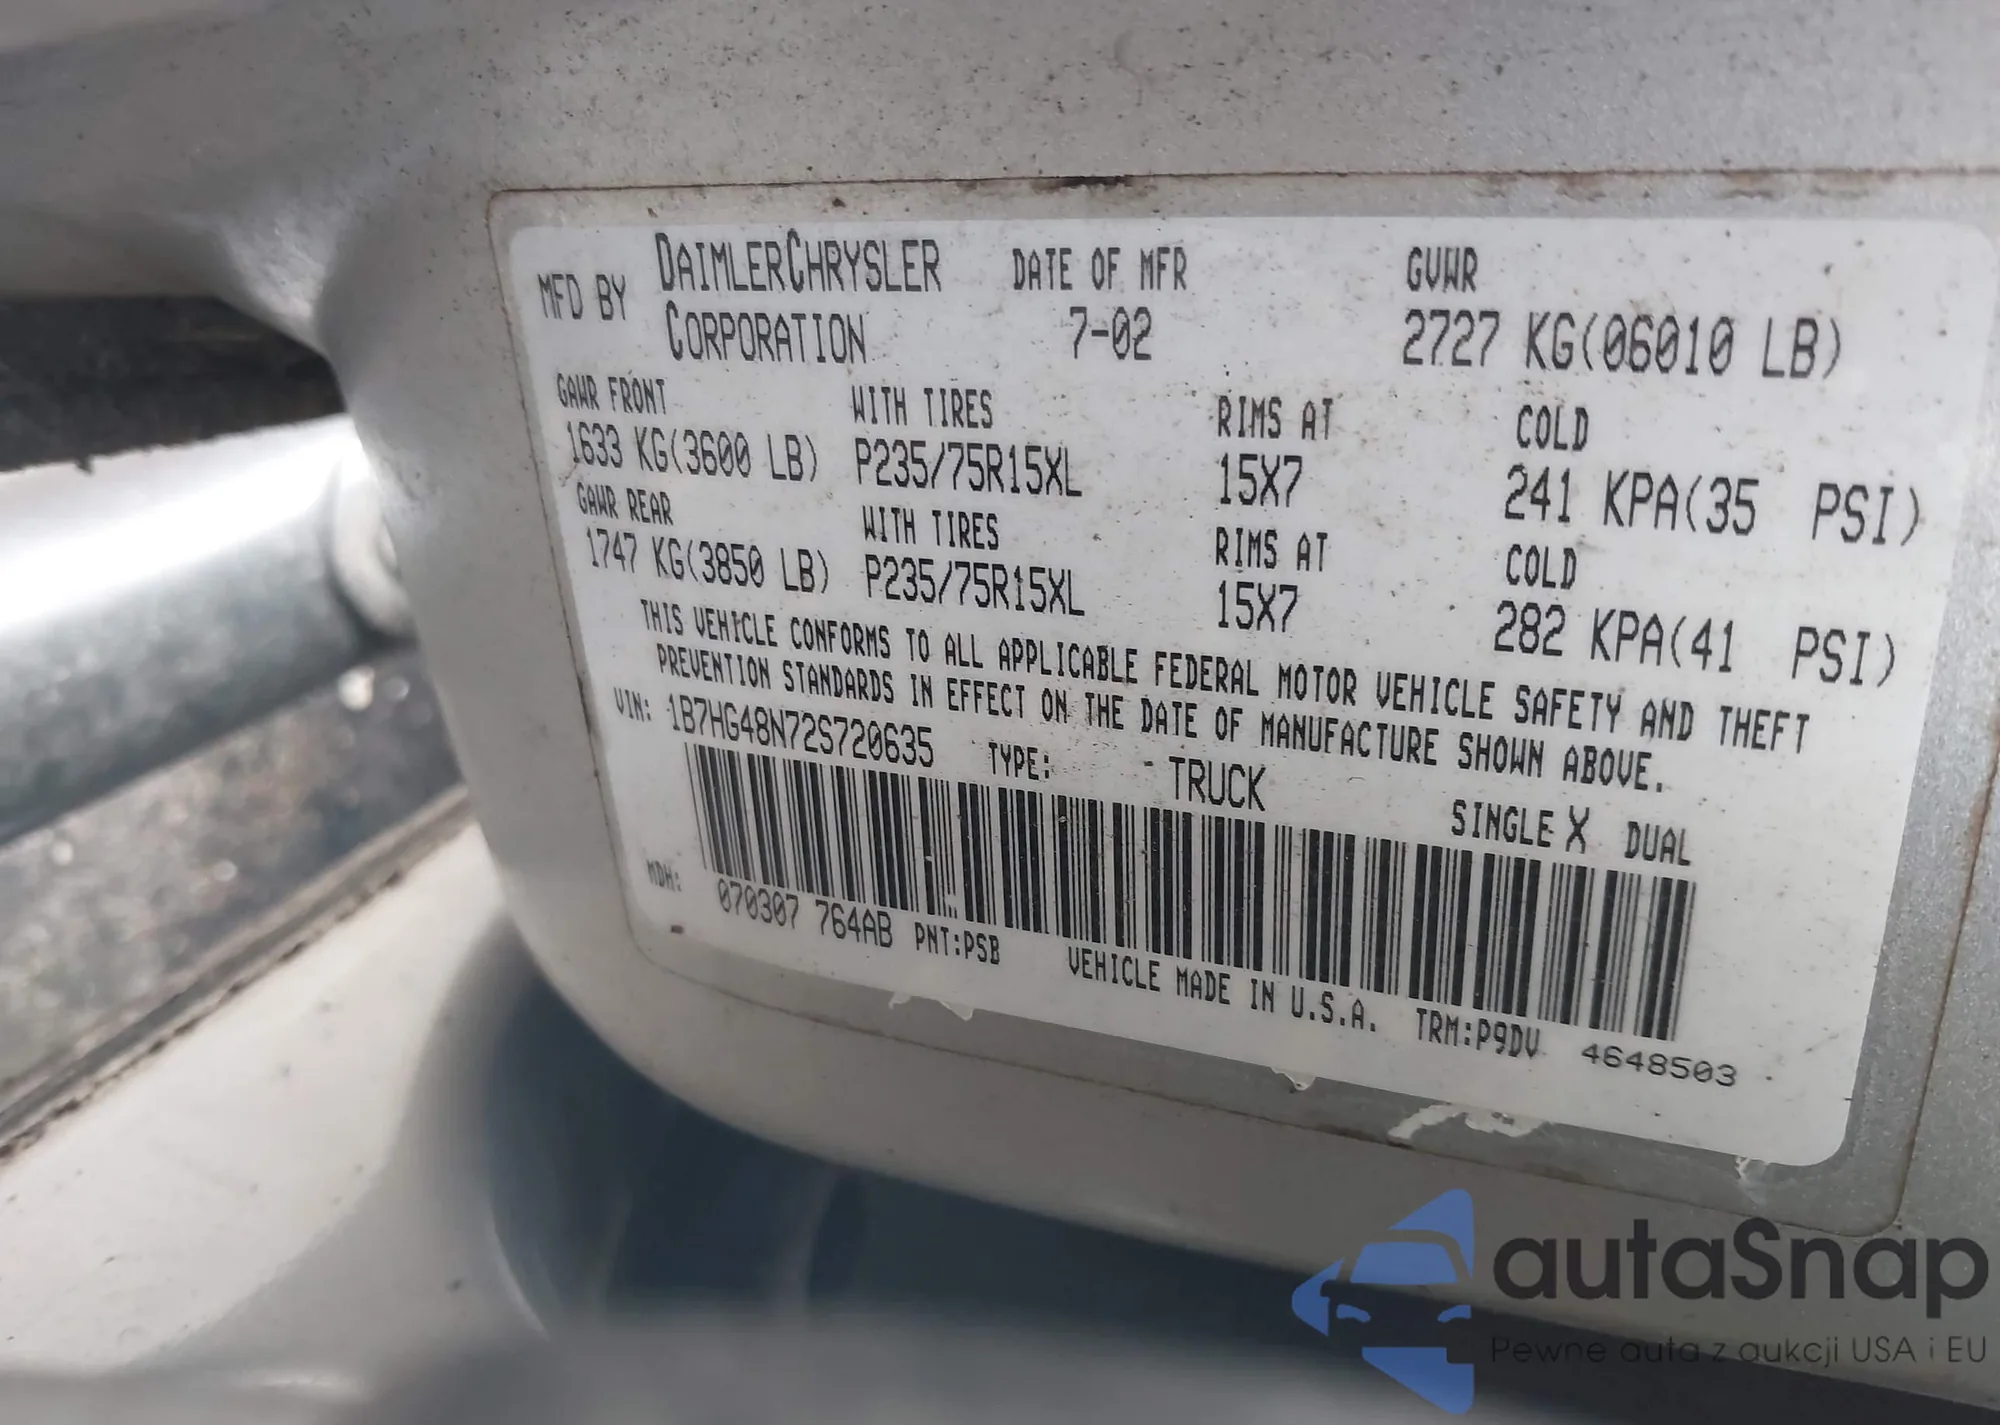 MFD BY DAIMLERCHRYSLER CORPORATION
DATE OF MFR 7-02
GVWR 2727 KG(06010 LB)
GAWR FRONT WITH TIRES RIMS AT COLD
1633 KG(3600 LB) P235/75R15XL 15X7 241 KPA(35 PSI)
GAWR REAR WITH TIRES RIMS AT COLD
1747 KG(3850 LB) P235/75R15XL 15X7 282 KPA(41 PSI)
THIS VEHICLE CONFORMS TO ALL APPLICABLE FEDERAL MOTOR VEHICLE SAFETY AND THEFT
PREVENTION STANDARDS IN EFFECT ON THE DATE OF MANUFACTURE SHOWN ABOVE.
VIN: 1B7HG48N72S720635 TYPE: TRUCK SINGLE X DUAL
MDH: 070307 764AB PNT:PSB VEHICLE MADE IN U.S.A. TRM:P9DV 4648503
autaSnap
Pewne auta z aukcji USA i EU